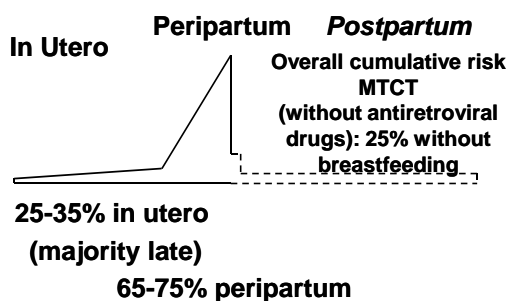 In Utero
Peripartum
Postpartum
Overall cumulative risk
MTCT
(without antiretroviral
drugs): 25% without
breastfeeding
25-35% in utero
(majority late)
65-75% peripartum